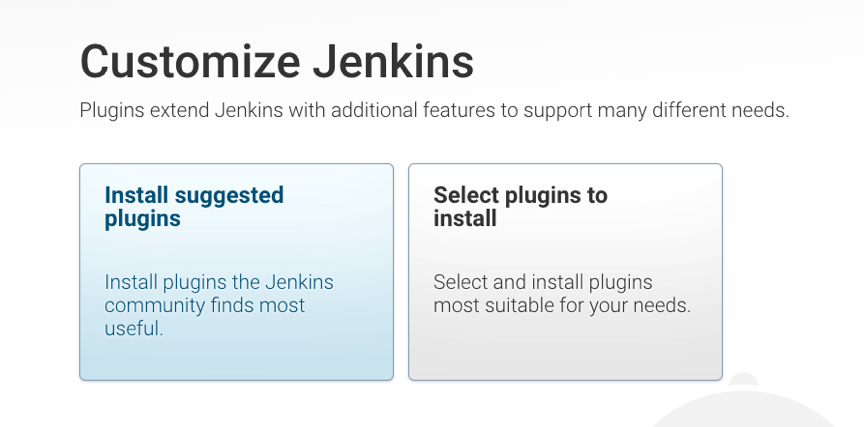 Customize Jenkins
Plugins extend Jenkins with additional features to support many different needs.
Install suggested
plugins
Install plugins the Jenkins
community finds most
useful.
Select plugins to
install
Select and install plugins
most suitable for your needs.